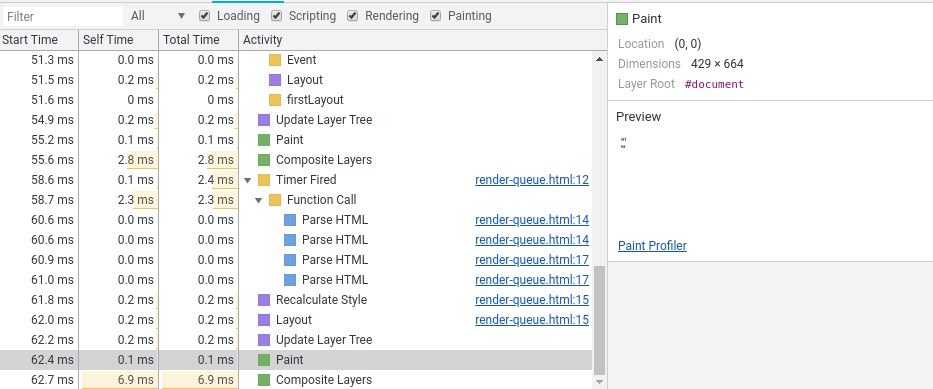 Filter All Loading Scripting Rendering Painting
Start Time Self Time Total Time Activity
51.3 ms 0.0 ms 0.0 ms Event
51.5 ms 0.2 ms 0.2 ms Layout
51.6 ms 0 ms 0 ms firstLayout
54.9 ms 0.2 ms 0.2 ms Update Layer Tree
55.2 ms 0.1 ms 0.1 ms Paint
55.6 ms 2.8 ms 2.8 ms Composite Layers
58.6 ms 0.1 ms 2.4 ms Timer Fired render-queue.html:12
58.7 ms 2.3 ms 2.3 ms Function Call
60.6 ms 0.0 ms 0.0 ms Parse HTML render-queue.html:14
60.6 ms 0.0 ms 0.0 ms Parse HTML render-queue.html:14
60.9 ms 0.0 ms 0.0 ms Parse HTML render-queue.html:17
61.0 ms 0.0 ms 0.0 ms Parse HTML render-queue.html:17
61.8 ms 0.2 ms 0.2 ms Recalculate Style render-queue.html:15
62.0 ms 0.2 ms 0.2 ms Layout render-queue.html:15
62.2 ms 0.2 ms 0.2 ms Update Layer Tree
62.4 ms 0.1 ms 0.1 ms Paint
62.7 ms 6.9 ms 6.9 ms Composite Layers
Paint
Location (0, 0)
Dimensions 429 × 664
Layer Root #document
Preview
Paint Profiler